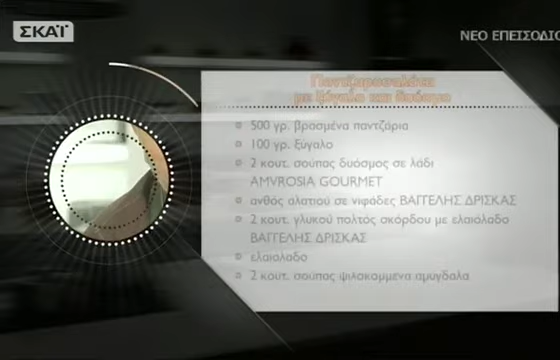 ΣΚΑΪ
ΝΕΟ ΕΠΕΙΣΟΔΙΟ
Παντζαροσαλάτα
με ξύγαλο και δυόσμο
500 γρ. βρασμένα παντζάρια
100 γρ. ξύγαλο
2 κουτ. σούπας δυόσμος σε λάδι
AMVROSIA GOURMET
ανθός αλατιού σε νιφάδες ΒΑΓΓΕΛΗΣ ΔΡΙΣΚΑΣ
2 κουτ. γλυκού πολτός σκόρδου με ελαιόλαδο
ΒΑΓΓΕΛΗΣ ΔΡΙΣΚΑΣ
ελαιόλαδο
2 κουτ. σούπας ψιλοκομμένα αμύγδαλα